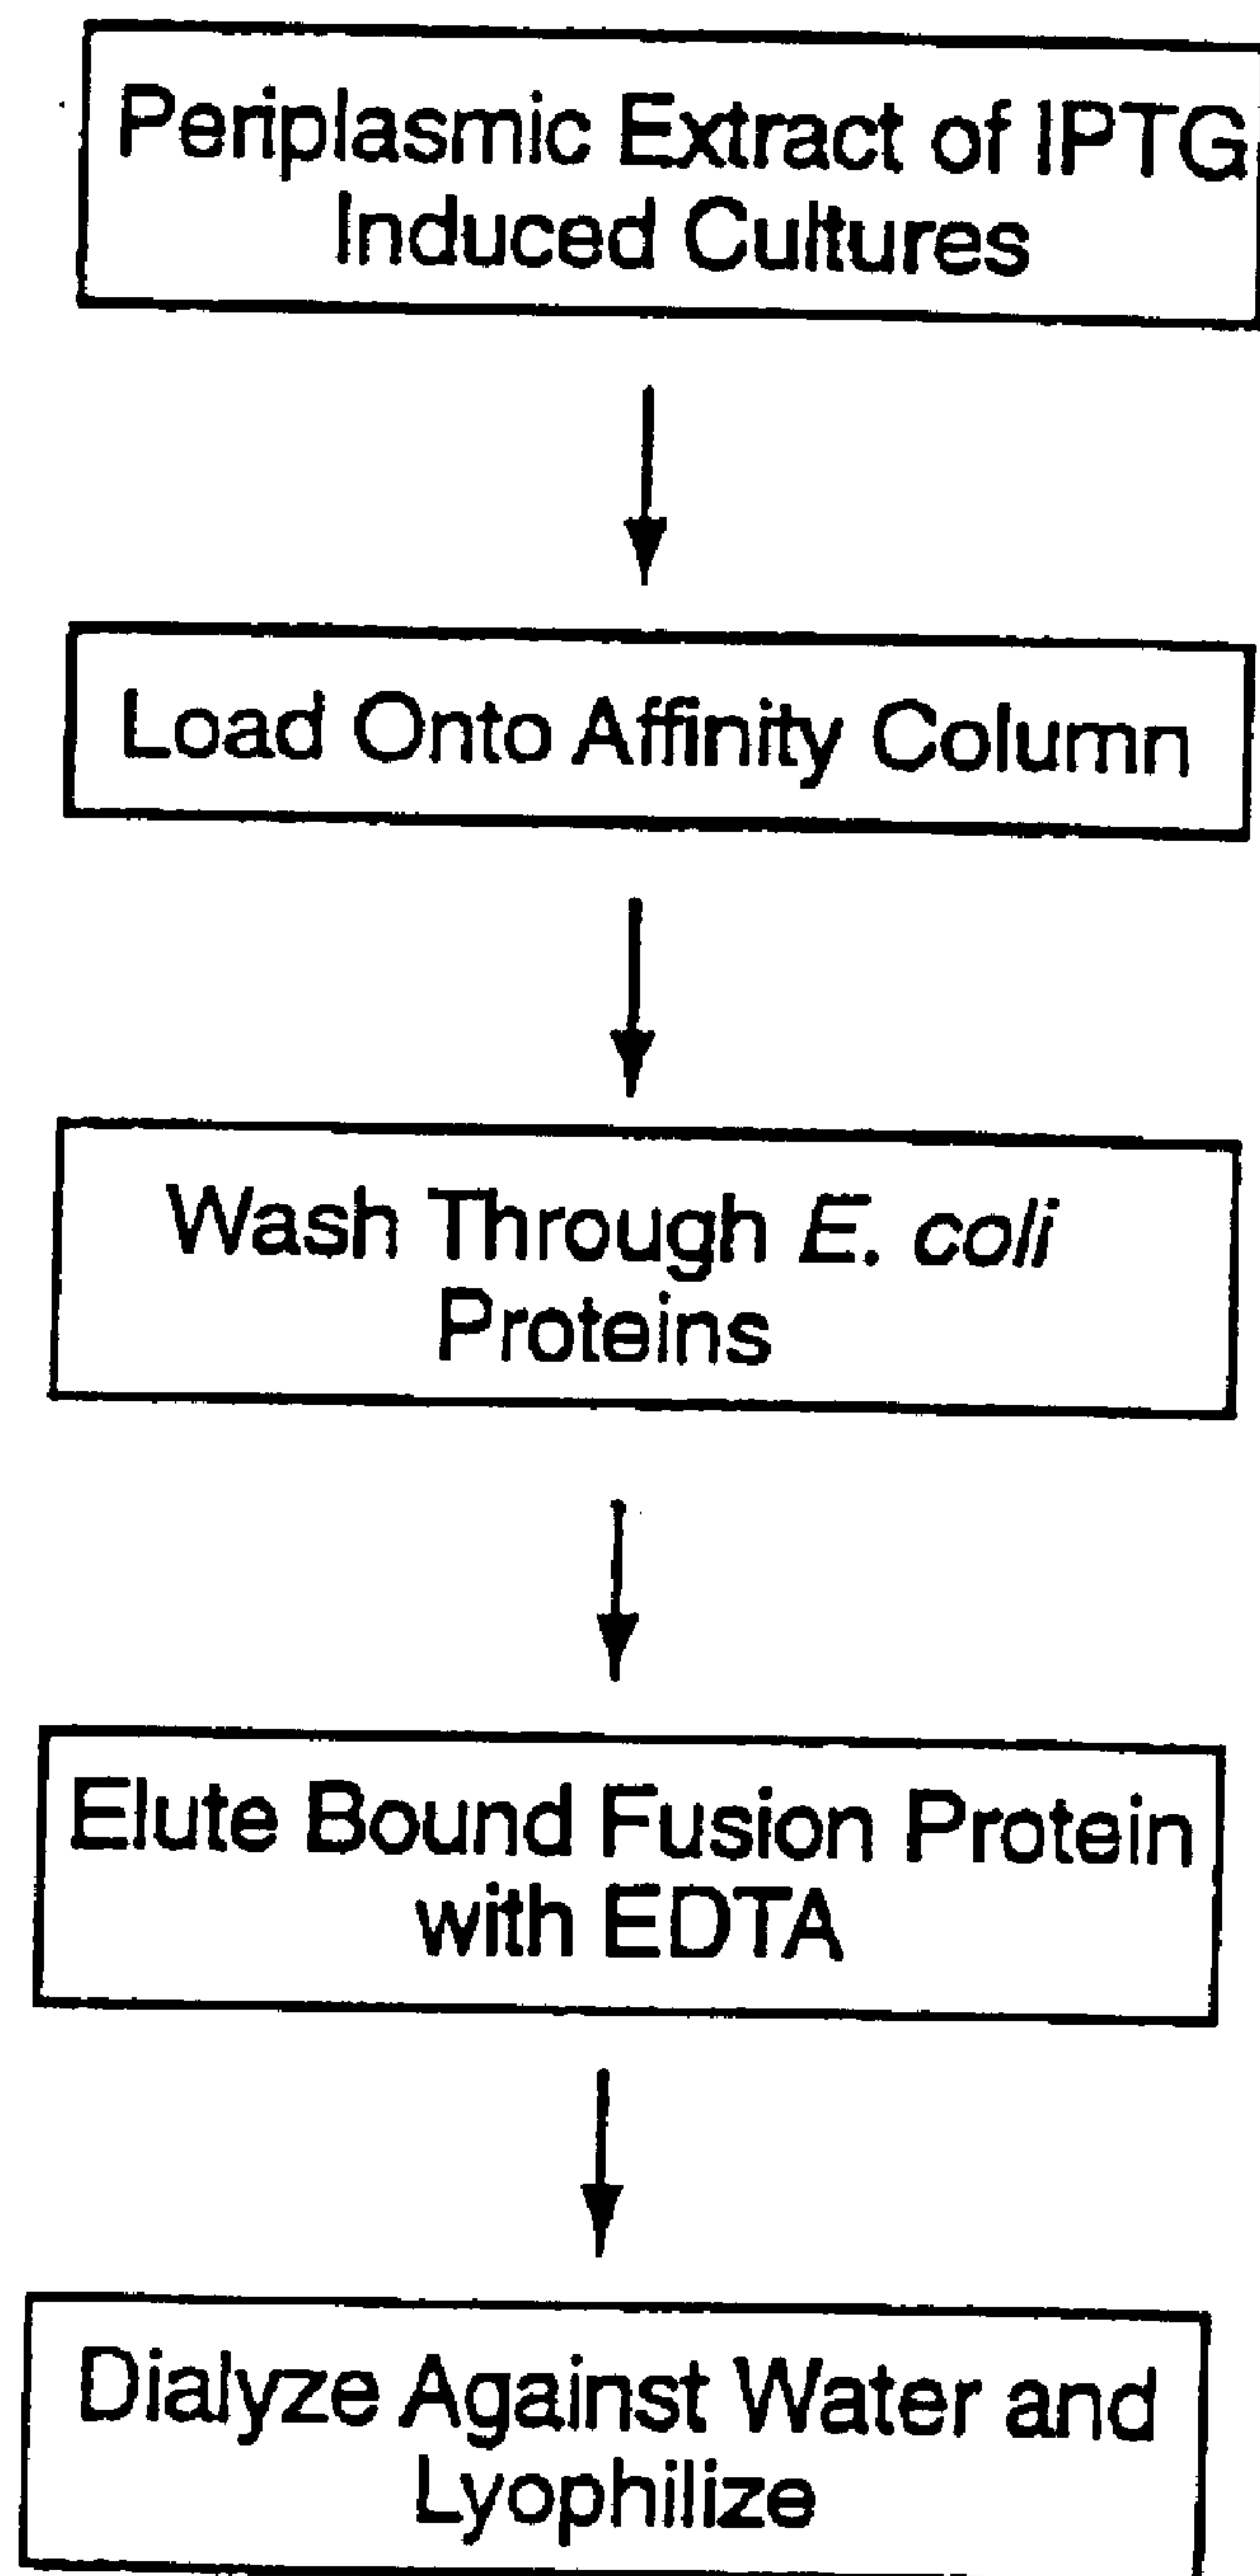 Periplasmic Extract of IPTG
Induced Cultures
Load Onto Affinity Column
Wash Through E. coli
Proteins
Elute Bound Fusion Protein
with EDTA
Dialyze Against Water and
Lyophilize